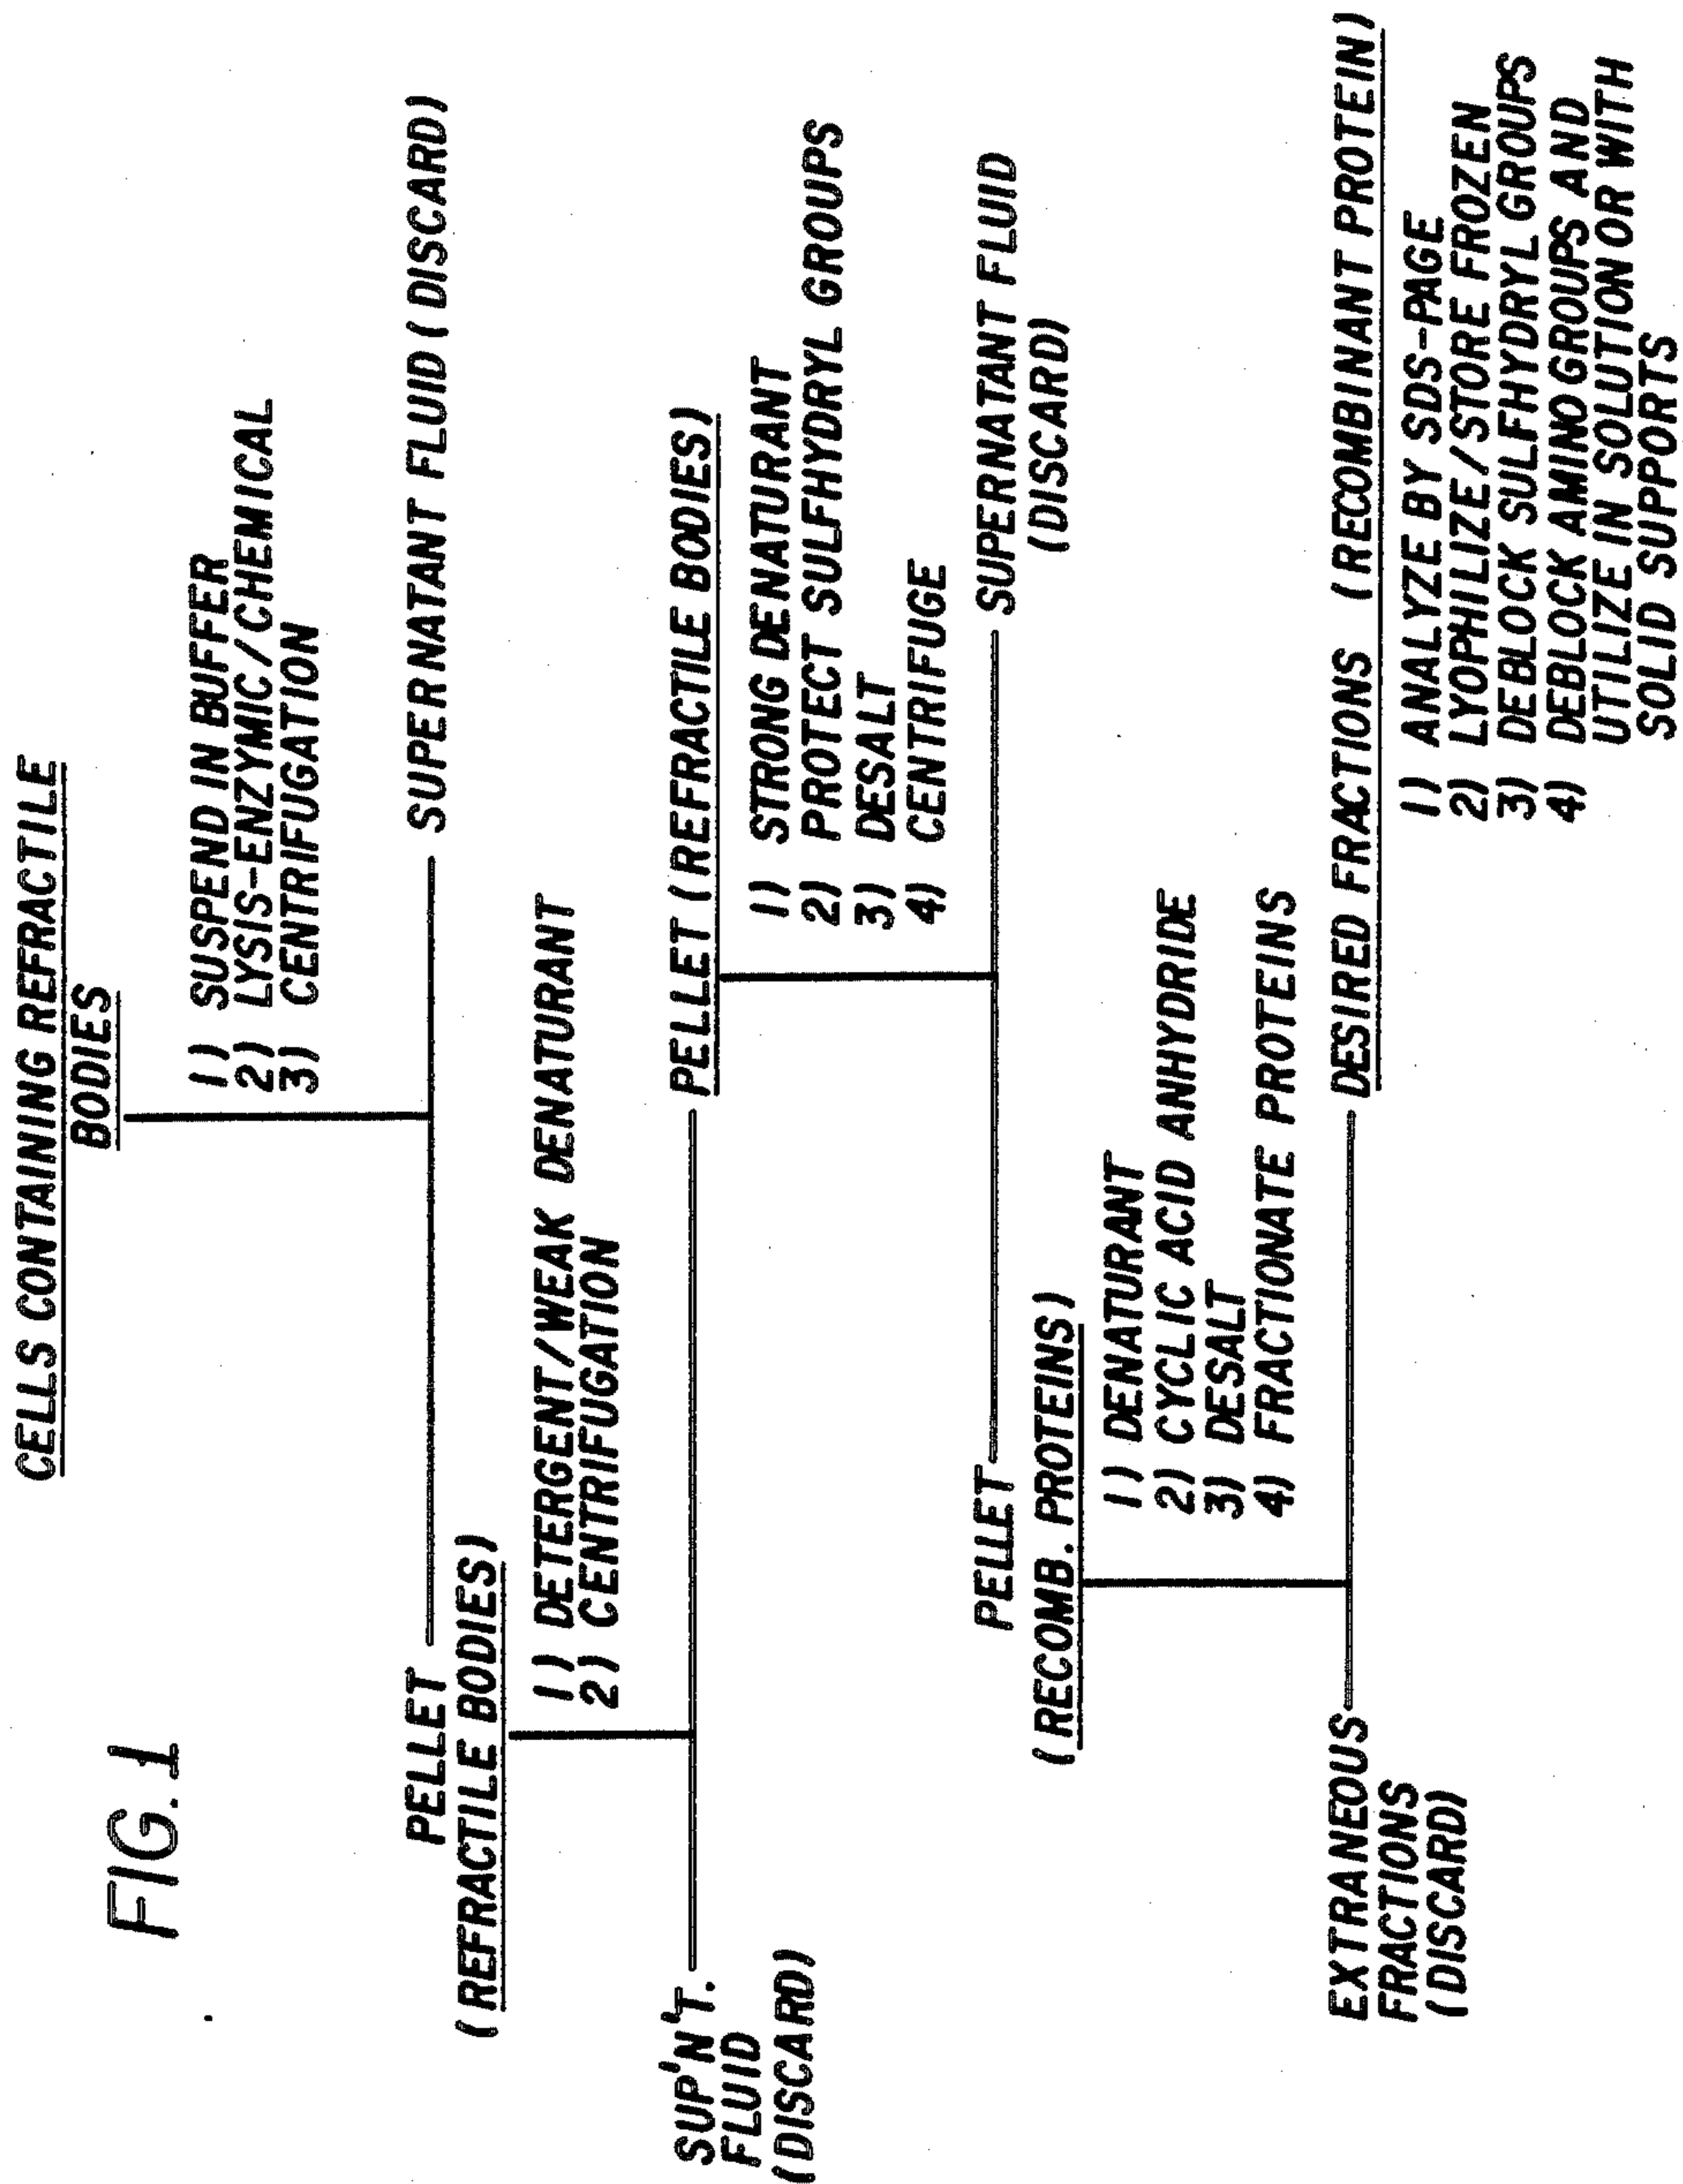 FIG. 1
CELLS CONTAINING REFRACTILE
BODIES
1) SUSPEND IN BUFFER
2) LYSIS-ENZYMIC/CHEMICAL
3) CENTRIFUGATION
PELLET
(REFRACTILE BODIES)
SUPERNATANT FLUID (DISCARD)
1) DETERGENT/WEAK DENATURANT
2) CENTRIFUGATION
SUP'N'T.
FLUID
(DISCARD)
PELLET (REFRACTILE BODIES)
1) STRONG DENATURANT
2) PROTECT SULFHYDRYL GROUPS
3) DESALT
4) CENTRIFUGE
PELLET
(RECOMB. PROTEINS)
SUPERNATANT FLUID
(DISCARD)
1) DENATURANT
2) CYCLIC ACID ANHYDRIDE
3) DESALT
4) FRACTIONATE PROTEINS
EXTRANEOUS
FRACTIONS
(DISCARD)
DESIRED FRACTIONS (RECOMBINANT PROTEIN)
1) ANALYZE BY SDS-PAGE
2) LYOPHILIZE/STORE FROZEN
3) DEBLOCK SULFHYDRYL GROUPS
4) DEBLOCK AMINO GROUPS AND
UTILIZE IN SOLUTION OR WITH
SOLID SUPPORTS